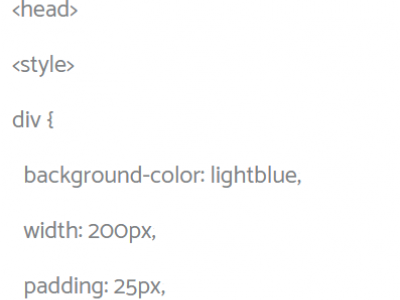 <head>
<style>
div {
background-color: lightblue,
width: 200px,
padding: 25px,